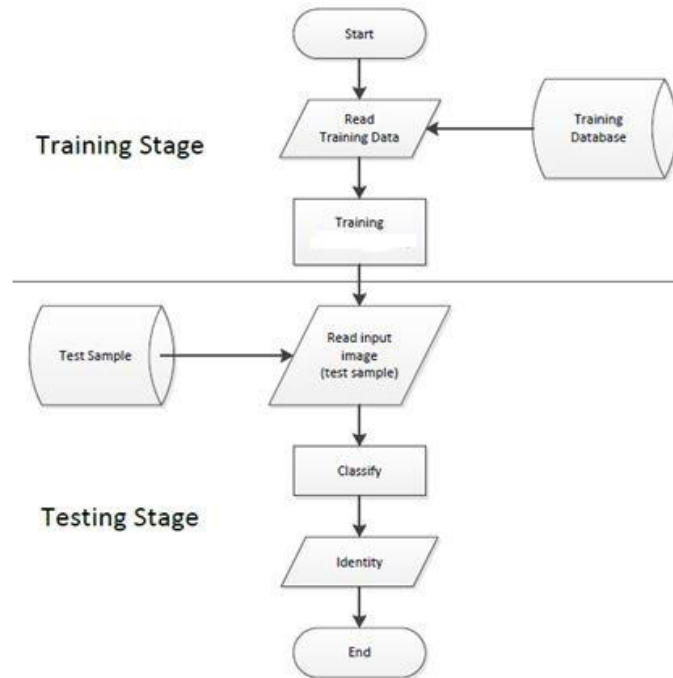 Start
Read
Training Data
Training
Database
Training Stage
Training
Test Sample
Read input
image
(test sample)
Classify
Testing Stage
Identity
End